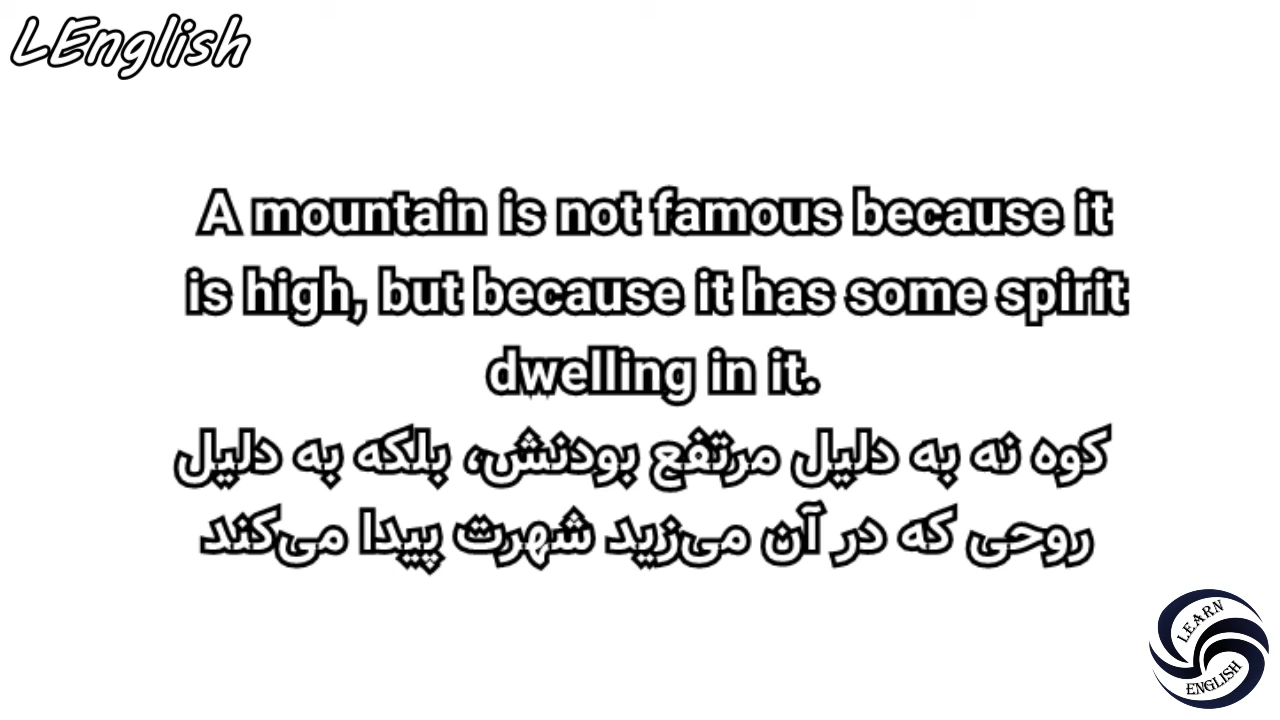 LEnglish
A mountain is not famous because it
is high, but because it has some spirit
dwelling in it.
کوه نه به دلیل مرتفع بودنش، بلکه به دلیل
روحی که در آن می‌زید شهرت پیدا می‌کند
LEARN
ENGLISH